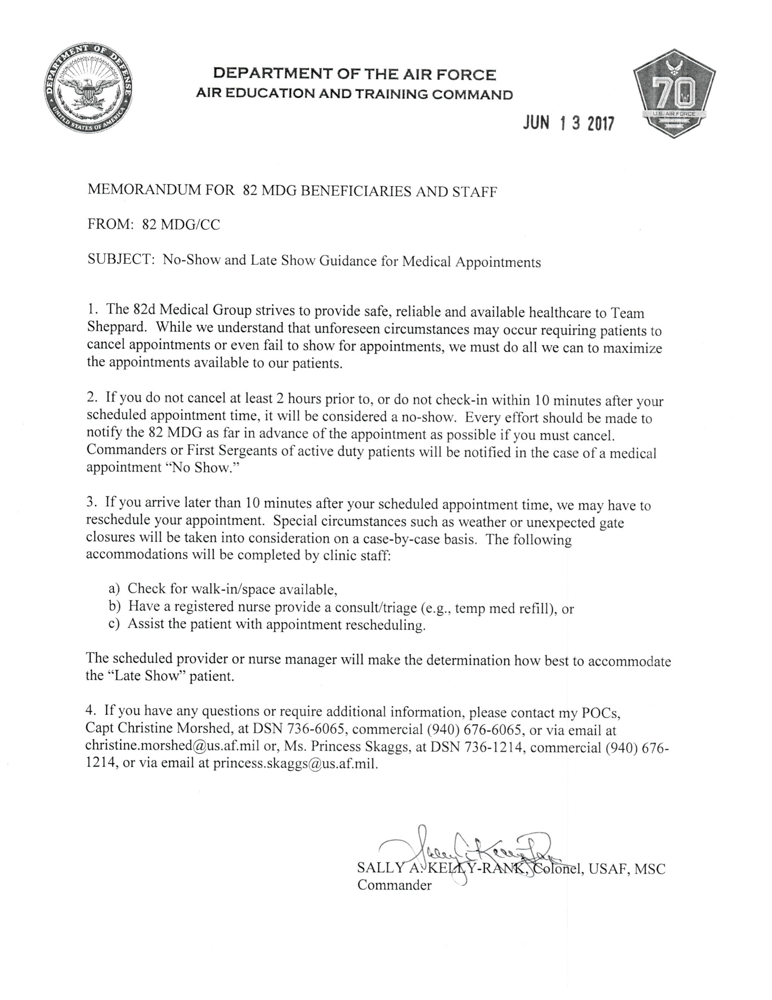 DEPARTMENT OF DEFENSE
UNITED STATES OF AMERICA
DEPARTMENT OF THE AIR FORCE
AIR EDUCATION AND TRAINING COMMAND
70
U.S. AIR FORCE
JUN 13 2017
MEMORANDUM FOR 82 MDG BENEFICIARIES AND STAFF
FROM: 82 MDG/CC
SUBJECT: No-Show and Late Show Guidance for Medical Appointments
1. The 82d Medical Group strives to provide safe, reliable and available healthcare to Team
Sheppard. While we understand that unforeseen circumstances may occur requiring patients to
cancel appointments or even fail to show for appointments, we must do all we can to maximize
the appointments available to our patients.
2. If you do not cancel at least 2 hours prior to, or do not check-in within 10 minutes after your
scheduled appointment time, it will be considered a no-show. Every effort should be made to
notify the 82 MDG as far in advance of the appointment as possible if you must cancel.
Commanders or First Sergeants of active duty patients will be notified in the case of a medical
appointment “No Show.”
3. If you arrive later than 10 minutes after your scheduled appointment time, we may have to
reschedule your appointment. Special circumstances such as weather or unexpected gate
closures will be taken into consideration on a case-by-case basis. The following
accommodations will be completed by clinic staff:
a) Check for walk-in/space available,
b) Have a registered nurse provide a consult/triage (e.g., temp med refill), or
c) Assist the patient with appointment rescheduling.
The scheduled provider or nurse manager will make the determination how best to accommodate
the “Late Show” patient.
4. If you have any questions or require additional information, please contact my POCs,
Capt Christine Morshed, at DSN 736-6065, commercial (940) 676-6065, or via email at
christine.morshed@us.af.mil or, Ms. Princess Skaggs, at DSN 736-1214, commercial (940) 676-
1214, or via email at princess.skaggs@us.af.mil.
SALLY A. KELLY-RANK, Colonel, USAF, MSC
Commander